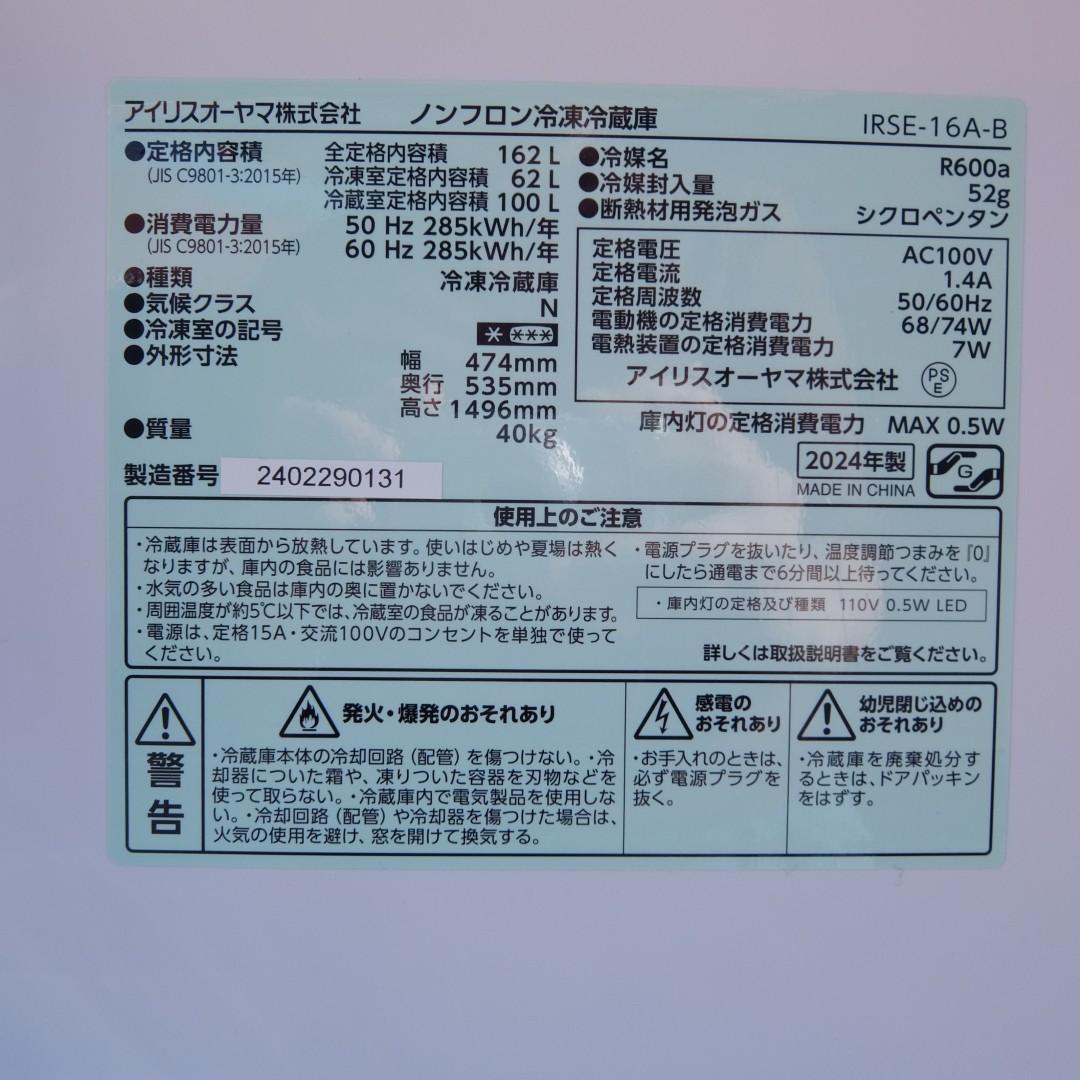 アイリスオーヤマ株式会社 ノンフロン冷凍冷蔵庫 IRSE-16A-B
●定格内容積 全定格内容積 162 L
(JIS C9801-3:2015年) 冷凍室定格内容積 62 L
冷蔵室定格内容積 100 L
●消費電力量 50 Hz 285kWh/年
(JIS C9801-3:2015年) 60 Hz 285kWh/年
●種類 冷凍冷蔵庫
●気候クラス N
●冷凍室の記号 * ***
●外形寸法 幅 474mm
奥行 535mm
高さ 1496mm
●質量 40kg
製造番号 2402290131
●冷媒名 R600a
●冷媒封入量 52g
●断熱材用発泡ガス シクロペンタン
定格電圧 AC100V
定格電流 1.4A
定格周波数 50/60Hz
電動機の定格消費電力 68/74W
電熱装置の定格消費電力 7W
アイリスオーヤマ株式会社 PSE
庫内灯の定格消費電力 MAX 0.5W
2024年製
MADE IN CHINA
G
使用上のご注意
・冷蔵庫は表面から放熱しています。使いはじめや夏場は熱く
なりますが、庫内の食品には影響ありません。
・水気の多い食品は庫内の奥に置かないでください。
・周囲温度が約5℃以下では、冷蔵室の食品が凍ることがあります。
・電源は、定格15A・交流100Vのコンセントを単独で使って
ください。
・電源プラグを抜いたり、温度調節つまみを『0』
にしたら通電まで6分間以上待ってください。
・庫内灯の定格及び種類 110V 0.5W LED
詳しくは取扱説明書をご覧ください。
警告
発火・爆発のおそれあり
・冷蔵庫本体の冷却回路（配管）を傷つけない。・冷
却器についた霜や、凍りついた容器を刃物などを
使って取らない。・冷蔵庫内で電気製品を使用しな
い。・冷却回路（配管）や冷却器を傷つけた場合は、
火気の使用を避け、窓を開けて換気する。
感電の
おそれあり
・お手入れのときは、
必ず電源プラグを
抜く。
幼児閉じ込めの
おそれあり
・冷蔵庫を廃棄処分す
るときは、ドアパッキン
をはずす。